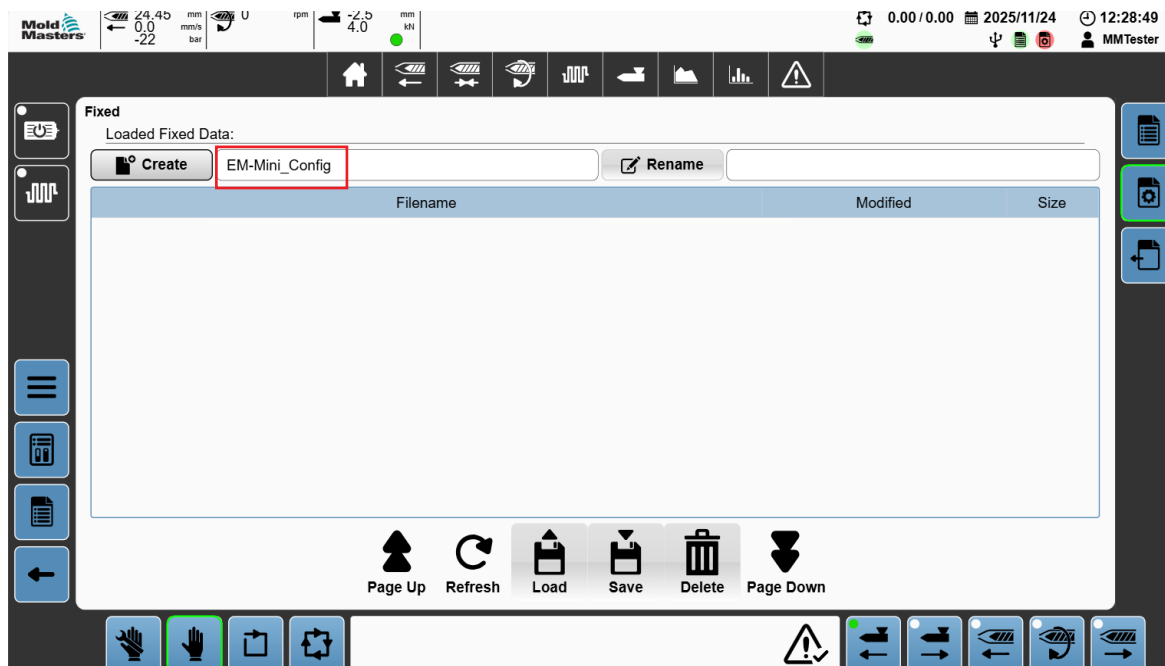 Mold
Masters
24.45 mm
0.0 mm/s
-22 bar
0 rpm
-2.5 mm
4.0 kN
0.00 / 0.00
2025/11/24
12:28:49
MMTester
Fixed
Loaded Fixed Data:
Create
EM-Mini_Config
Rename
Filename Modified Size
Page Up Refresh Load Save Delete Page Down